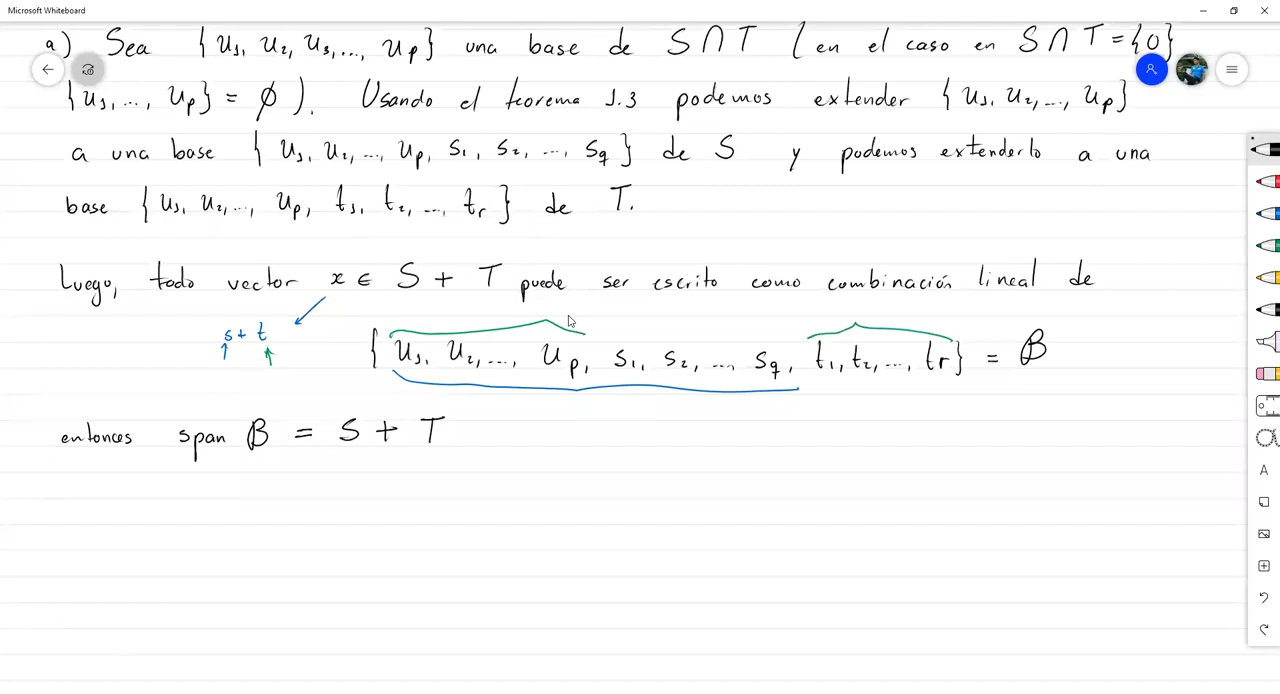 Microsoft Whiteboard
a) Sea {u1, u2, u3, ..., up} una base de S ∩ T (en el caso en S ∩ T = {0}
{u1, ..., up} = ∅). Usando el teorema 1.3 podemos extender {u1, u2, ..., up}
a una base {u1, u2, ..., up, s1, s2, ..., sq} de S y podemos extenderlo a una
base {u1, u2, ..., up, t1, t2, ..., tr} de T.
Luego, todo vector x ∈ S + T puede ser escrito como combinación lineal de
s + t
{u1, u2, ..., up, s1, s2, ..., sq, t1, t2, ..., tr} = B
entonces span B = S + T
A